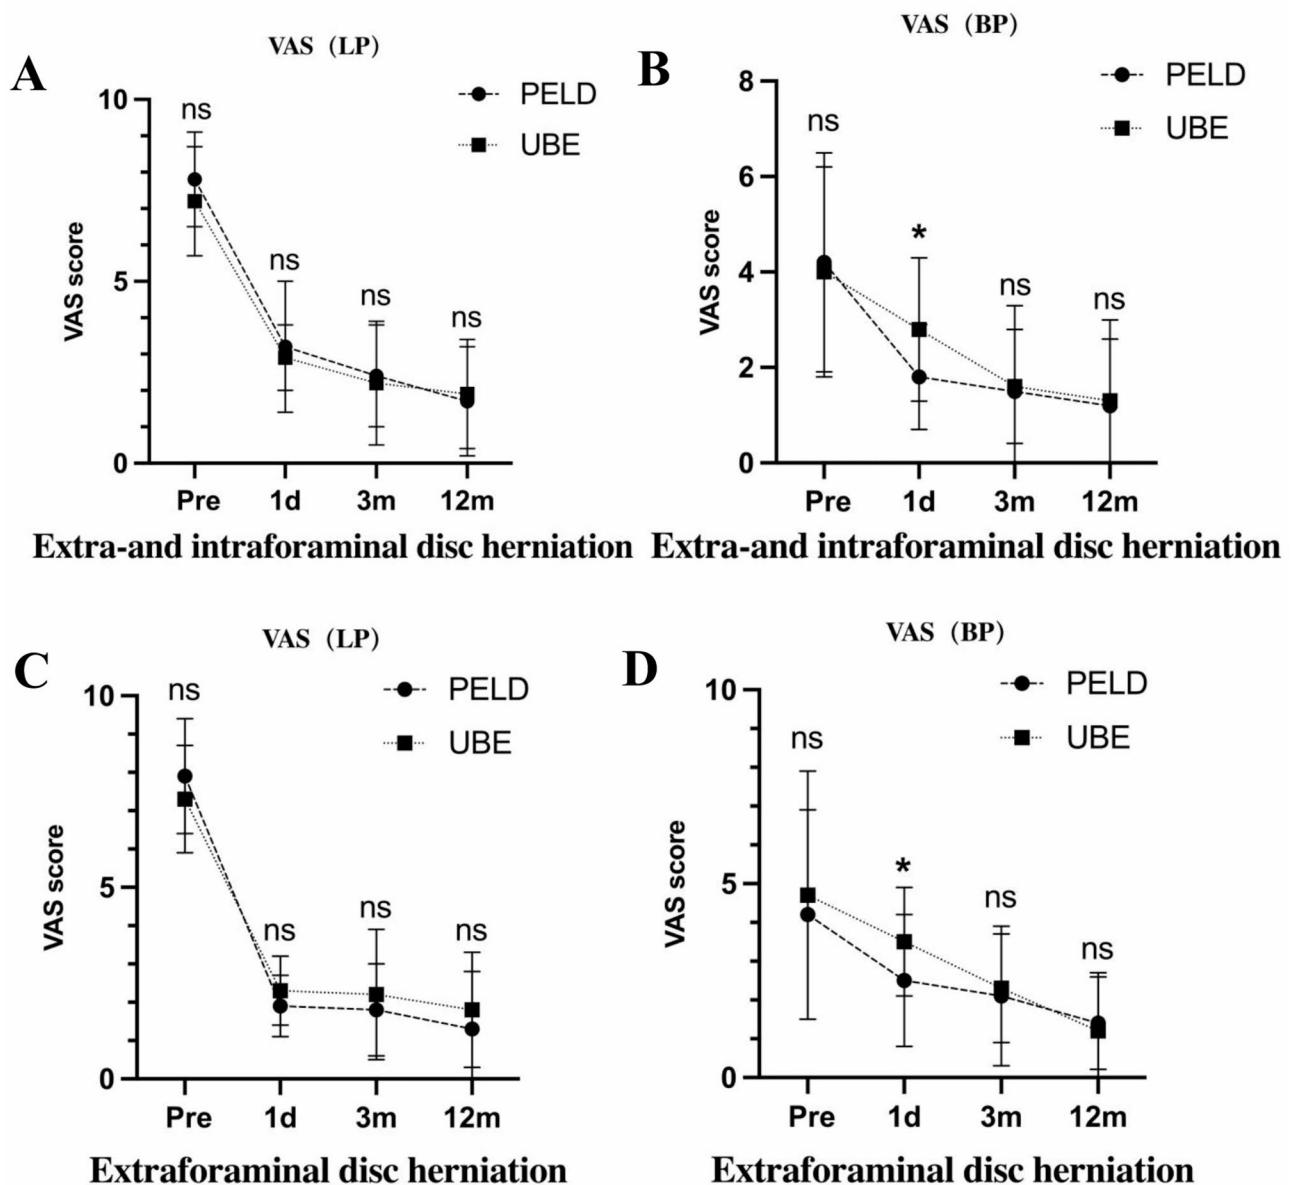 A
VAS（LP）
PELD
UBE
10
5
0
VAS score
ns
ns
ns
ns
Pre 1d 3m 12m
Extra-and intraforaminal disc herniation
B
VAS（BP）
PELD
UBE
8
6
4
2
0
VAS score
ns
*
ns
ns
Pre 1d 3m 12m
Extra-and intraforaminal disc herniation
C
VAS（LP）
PELD
UBE
10
5
0
VAS score
ns
ns
ns
ns
Pre 1d 3m 12m
Extraforaminal disc herniation
D
VAS（BP）
PELD
UBE
10
5
0
VAS score
ns
*
ns
ns
Pre 1d 3m 12m
Extraforaminal disc herniation